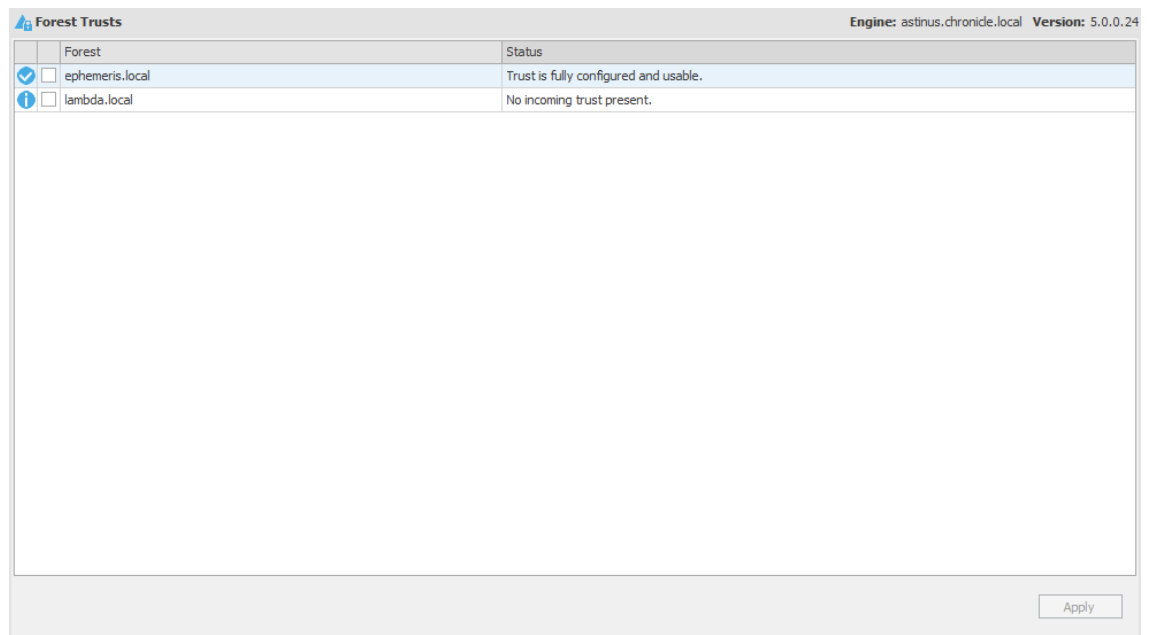 Forest Trusts Engine: astinus.chronicle.local Version: 5.0.0.24
Forest Status
ephemeris.local Trust is fully configured and usable.
lambda.local No incoming trust present.
Apply